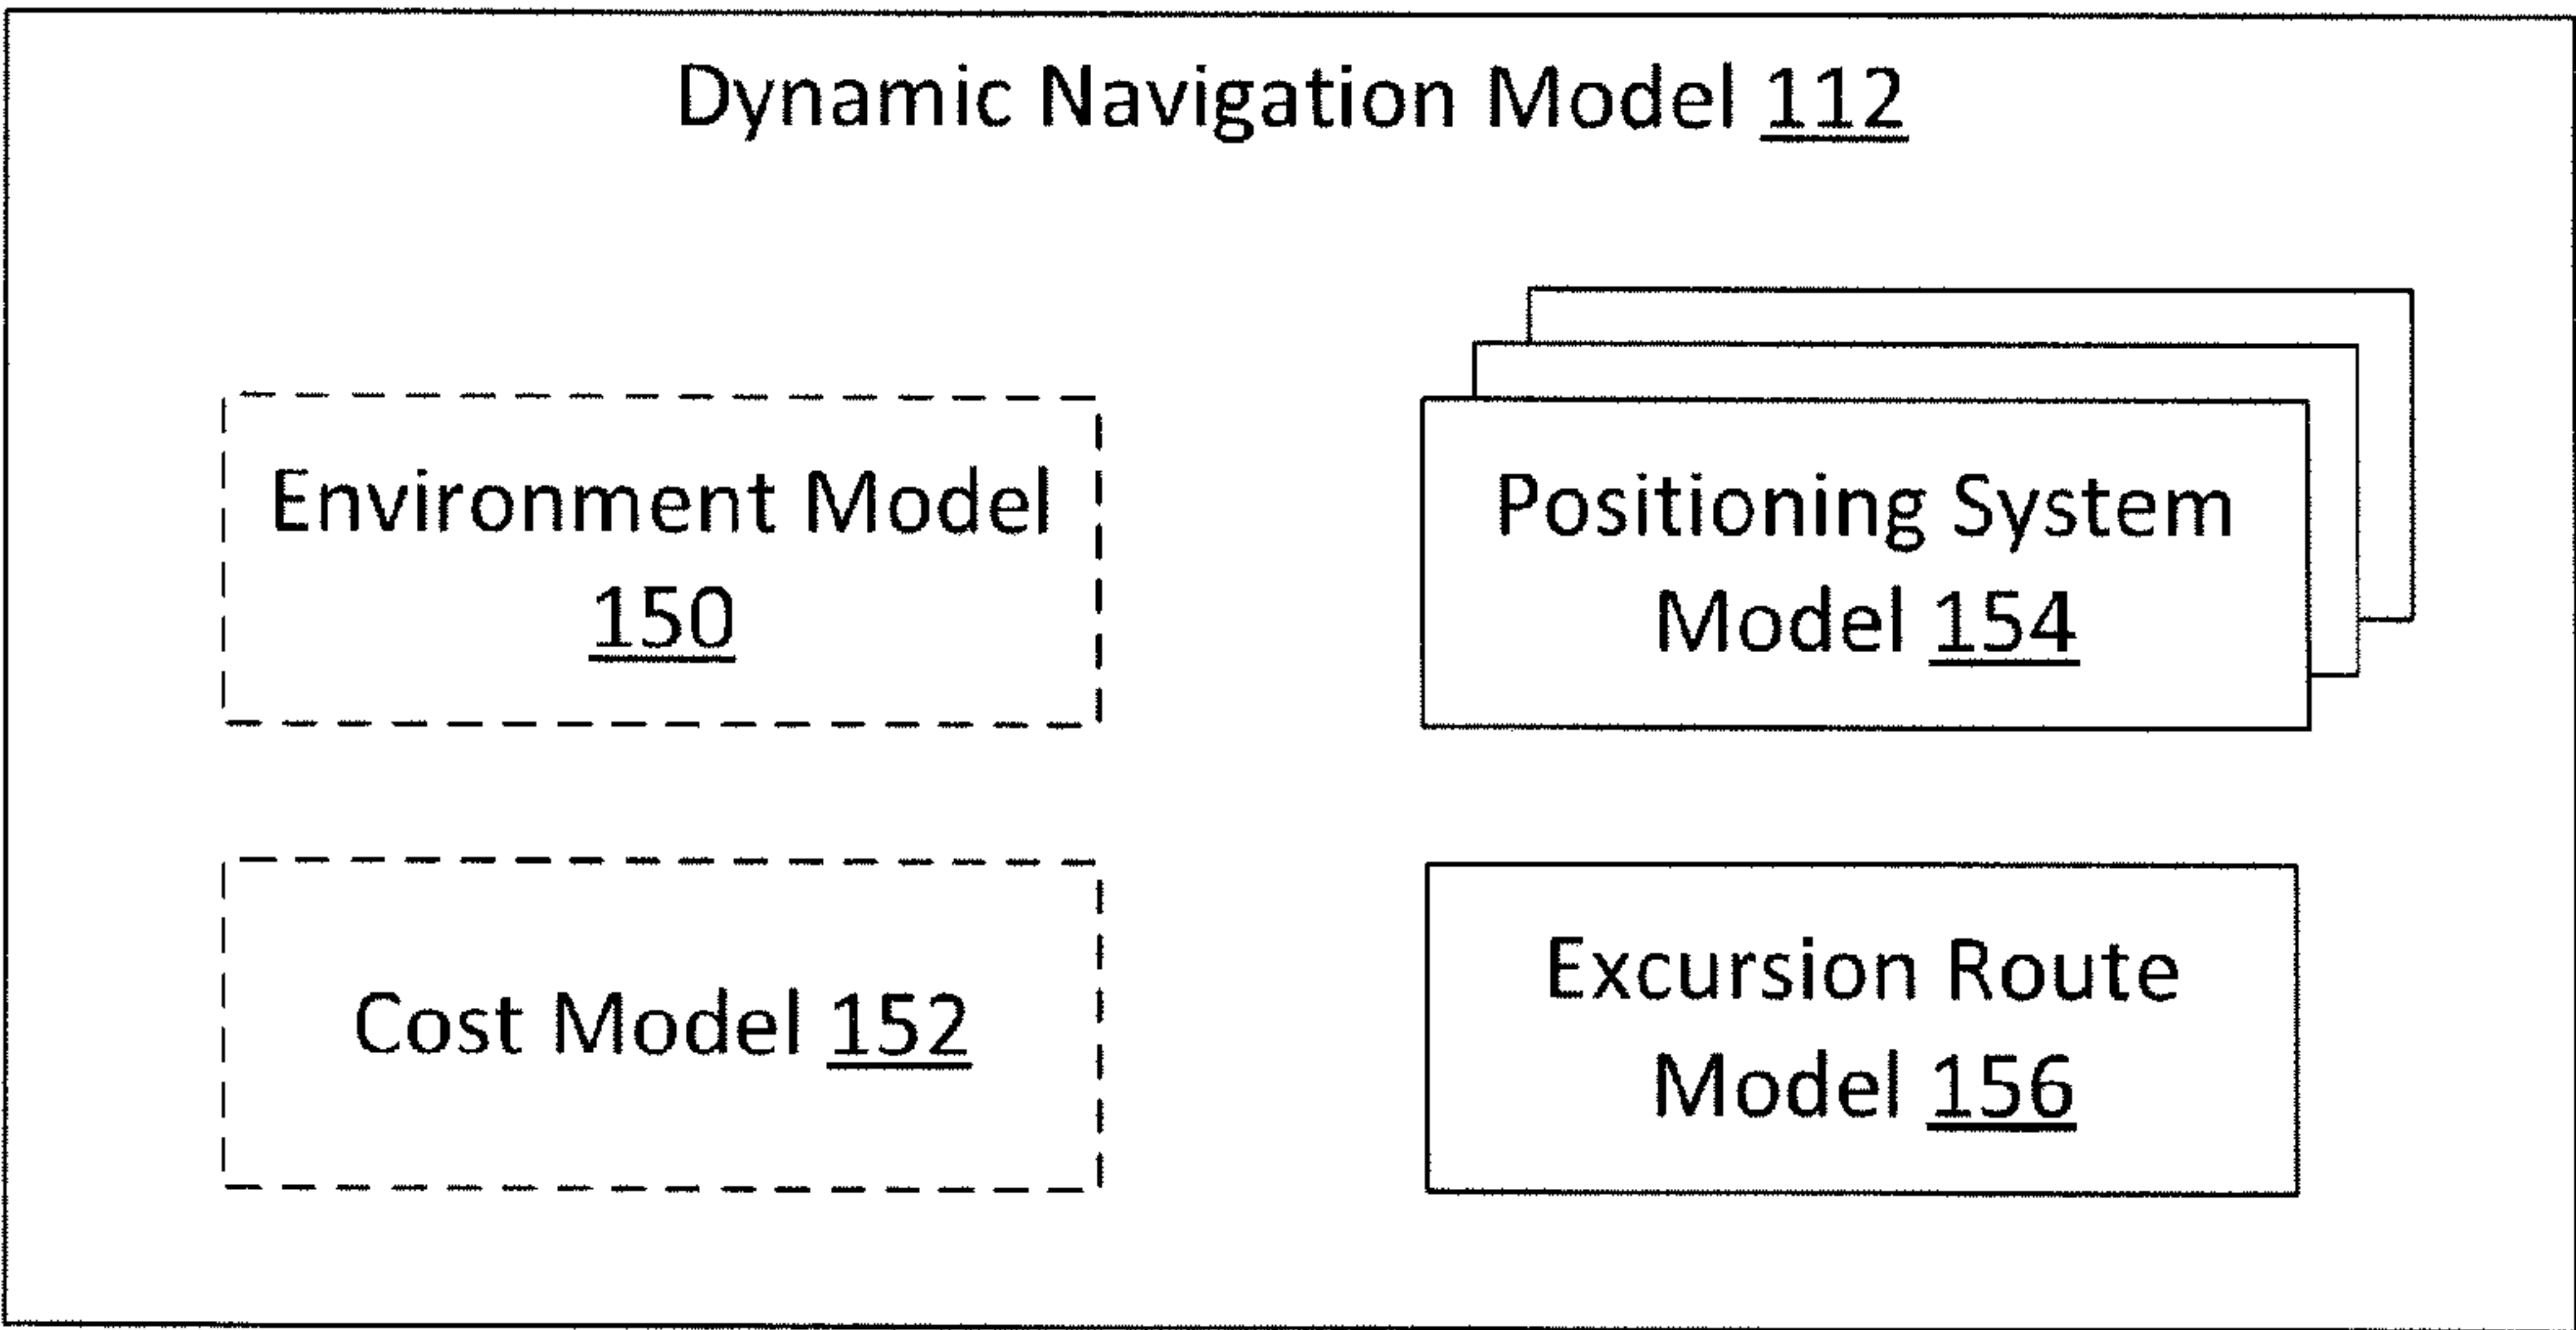 Dynamic Navigation Model 112
Environment Model
150
Positioning System
Model 154
Cost Model 152
Excursion Route
Model 156